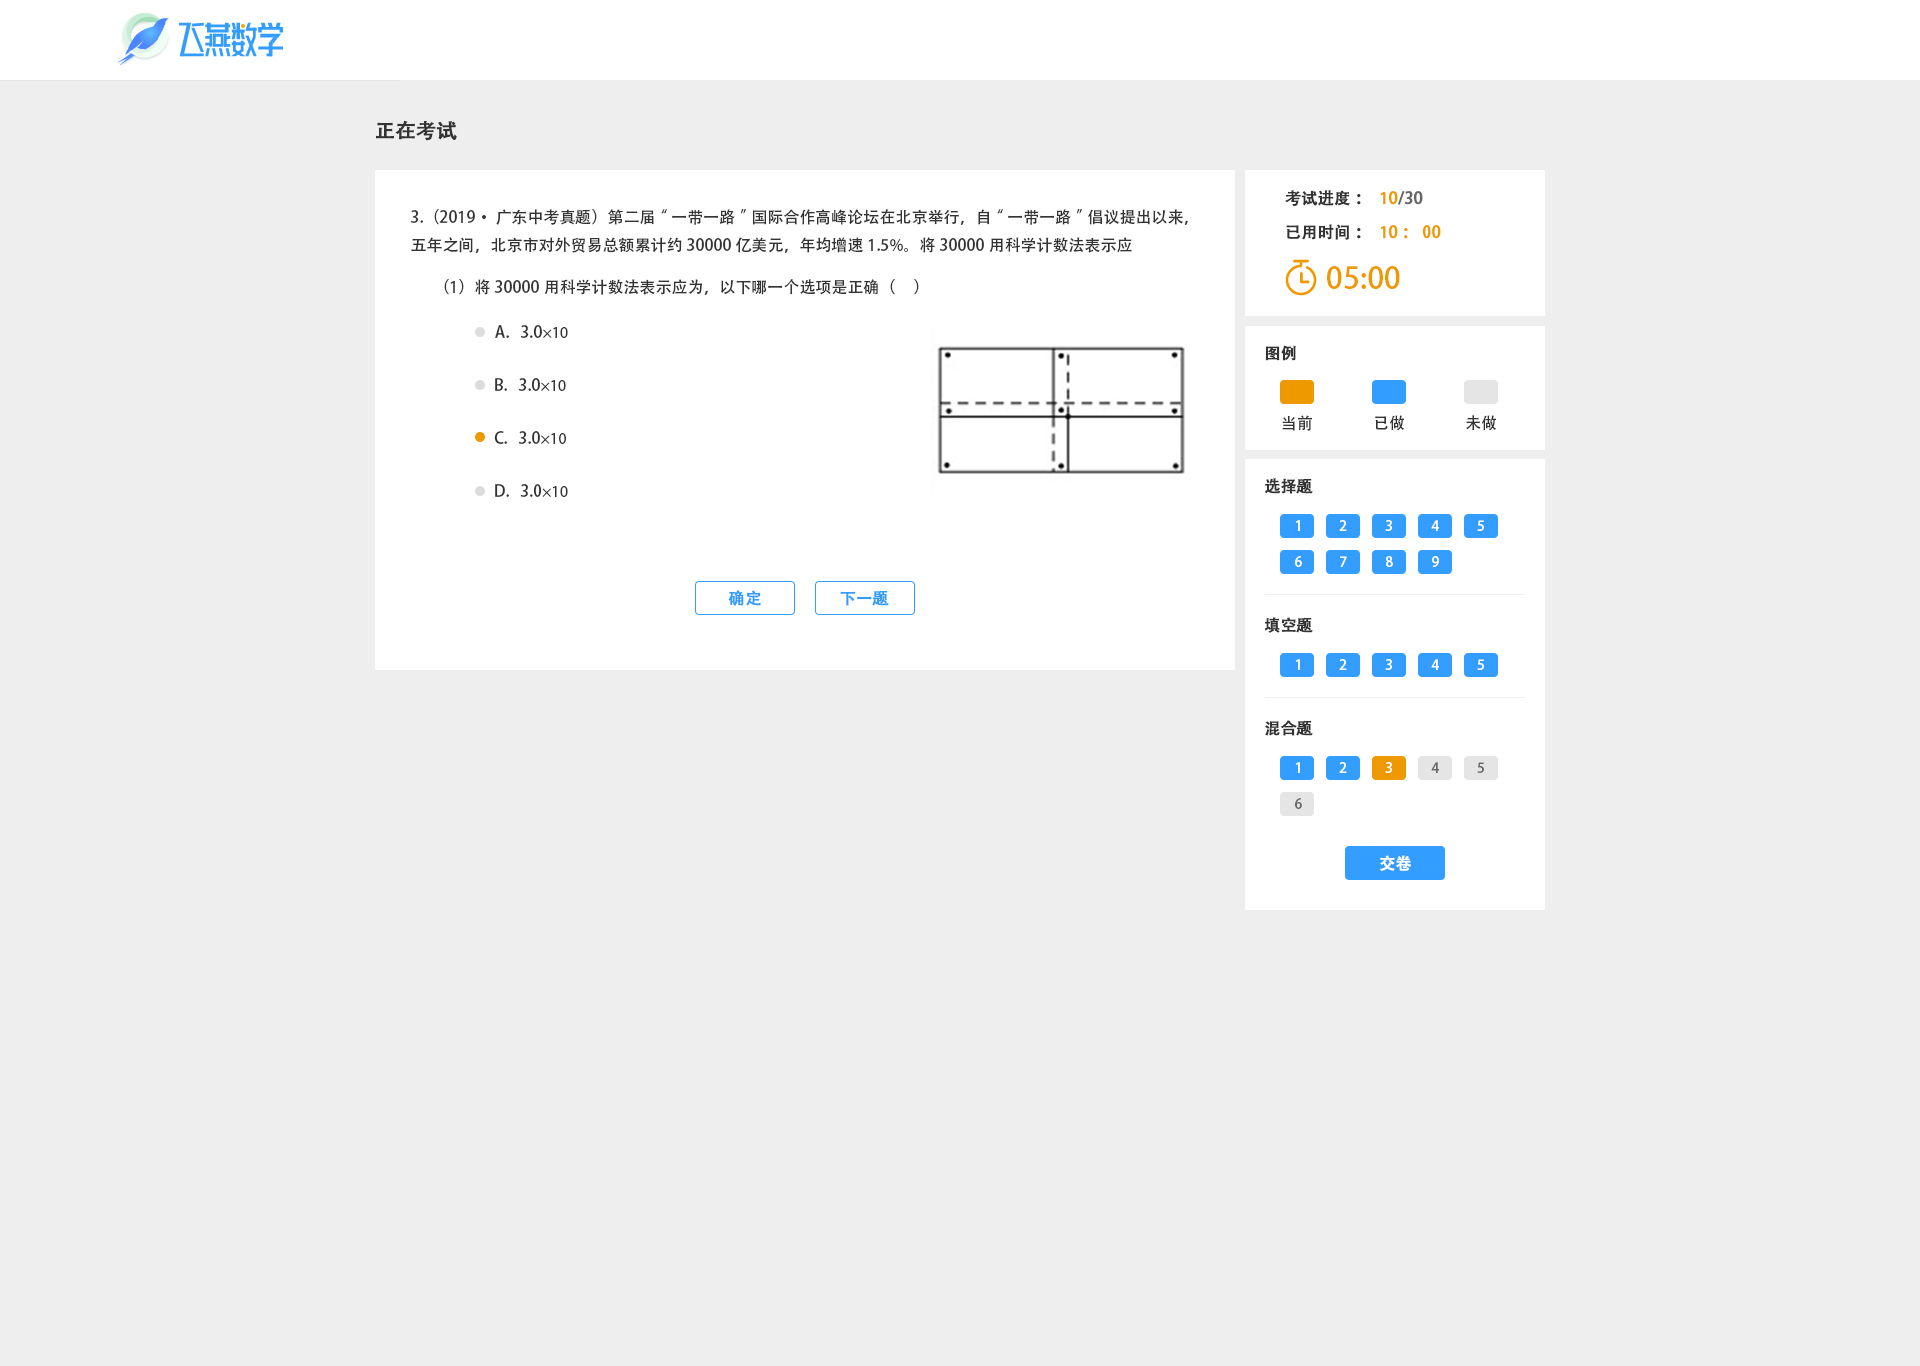 飞燕数学
正在考试
3.（2019• 广东中考真题）第二届“一带一路”国际合作高峰论坛在北京举行，自“一带一路”倡议提出以来，
五年之间，北京市对外贸易总额累计约 30000 亿美元，年均增速 1.5%。将 30000 用科学计数法表示应
（1）将 30000 用科学计数法表示应为，以下哪一个选项是正确（　）
A. 3.0×10
B. 3.0×10
C. 3.0×10
D. 3.0×10
确定 下一题
考试进度： 10/30
已用时间： 10： 00
05:00
图例
当前 已做 未做
选择题
1 2 3 4 5
6 7 8 9
填空题
1 2 3 4 5
混合题
1 2 3 4 5
6
交卷